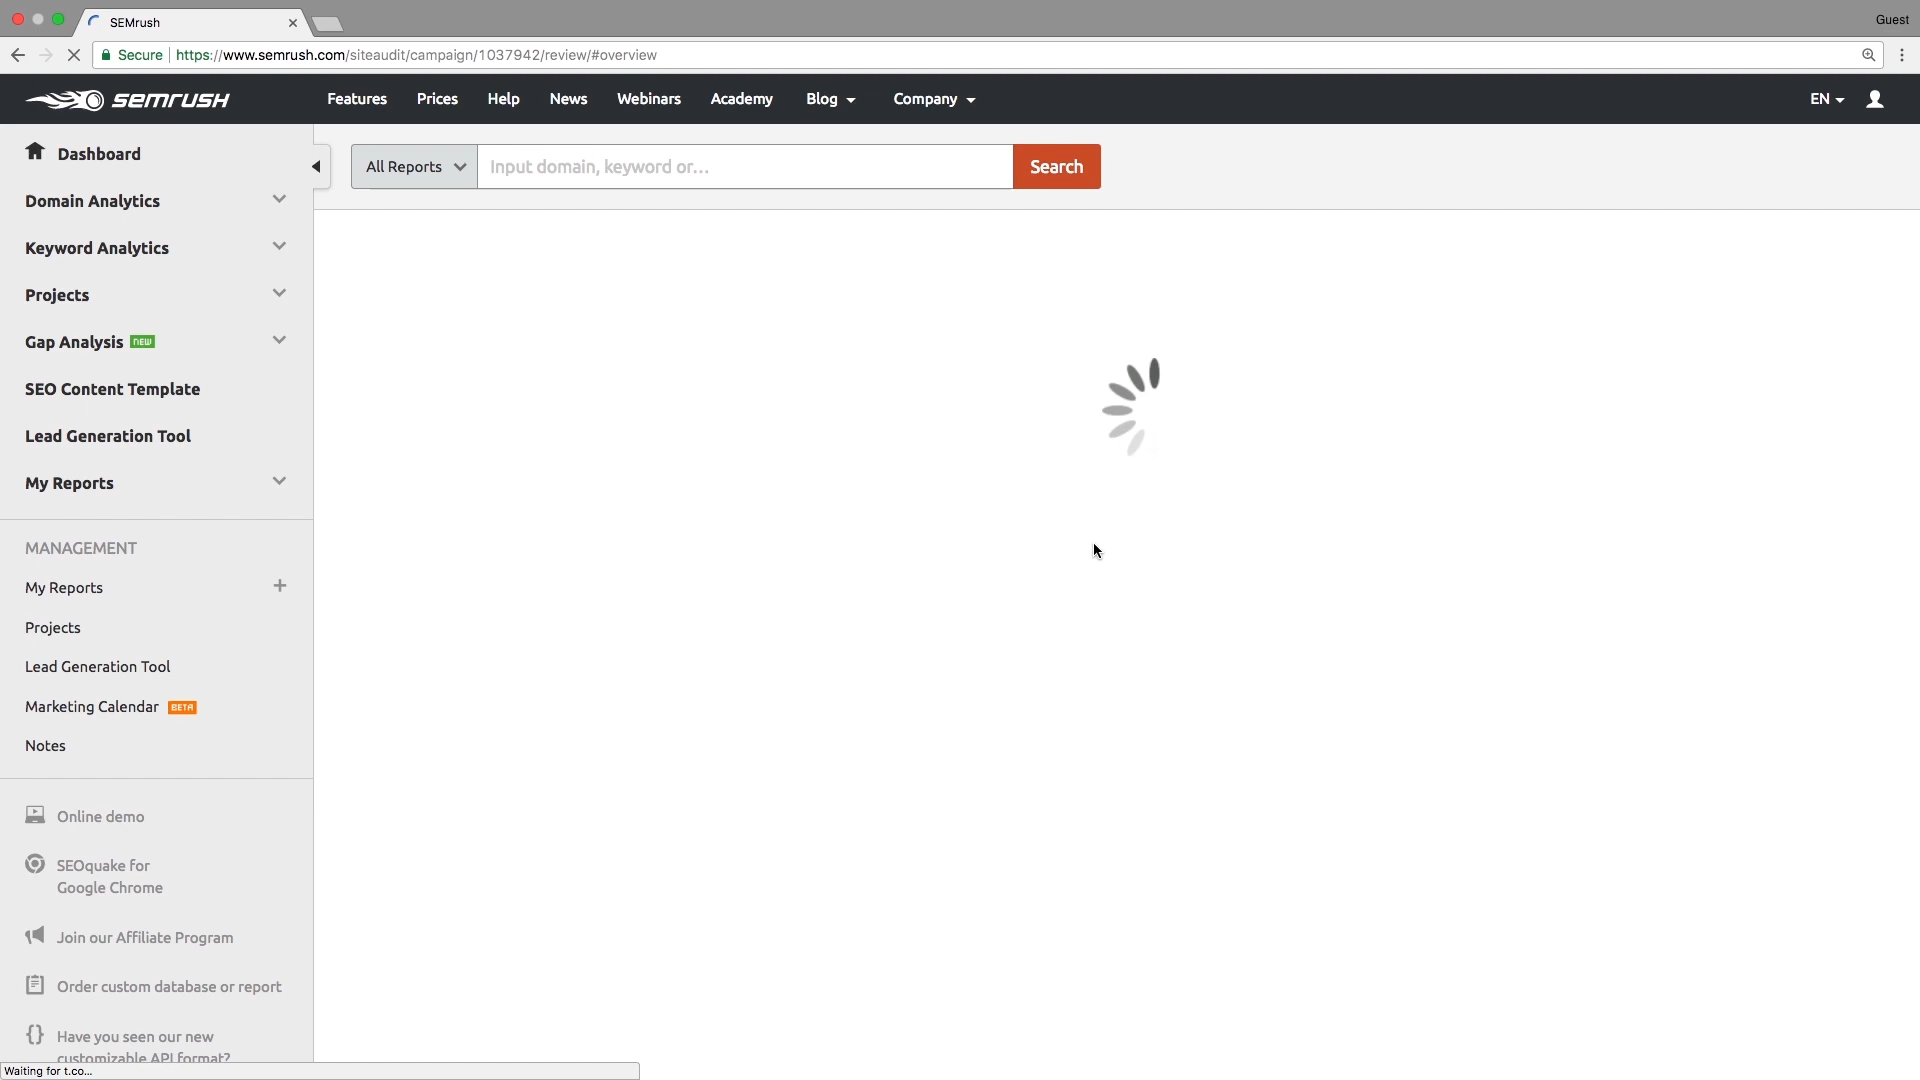 SEMrush
Guest
Secure https://www.semrush.com/siteaudit/campaign/1037942/review/#overview
semrush
Features Prices Help News Webinars Academy Blog Company EN
Dashboard
All Reports Input domain, keyword or... Search
Domain Analytics
Keyword Analytics
Projects
Gap Analysis new
SEO Content Template
Lead Generation Tool
My Reports
MANAGEMENT
My Reports +
Projects
Lead Generation Tool
Marketing Calendar BETA
Notes
Online demo
SEOquake for
Google Chrome
Join our Affiliate Program
Order custom database or report
{} Have you seen our new
customizable API format?
Waiting for t.co...